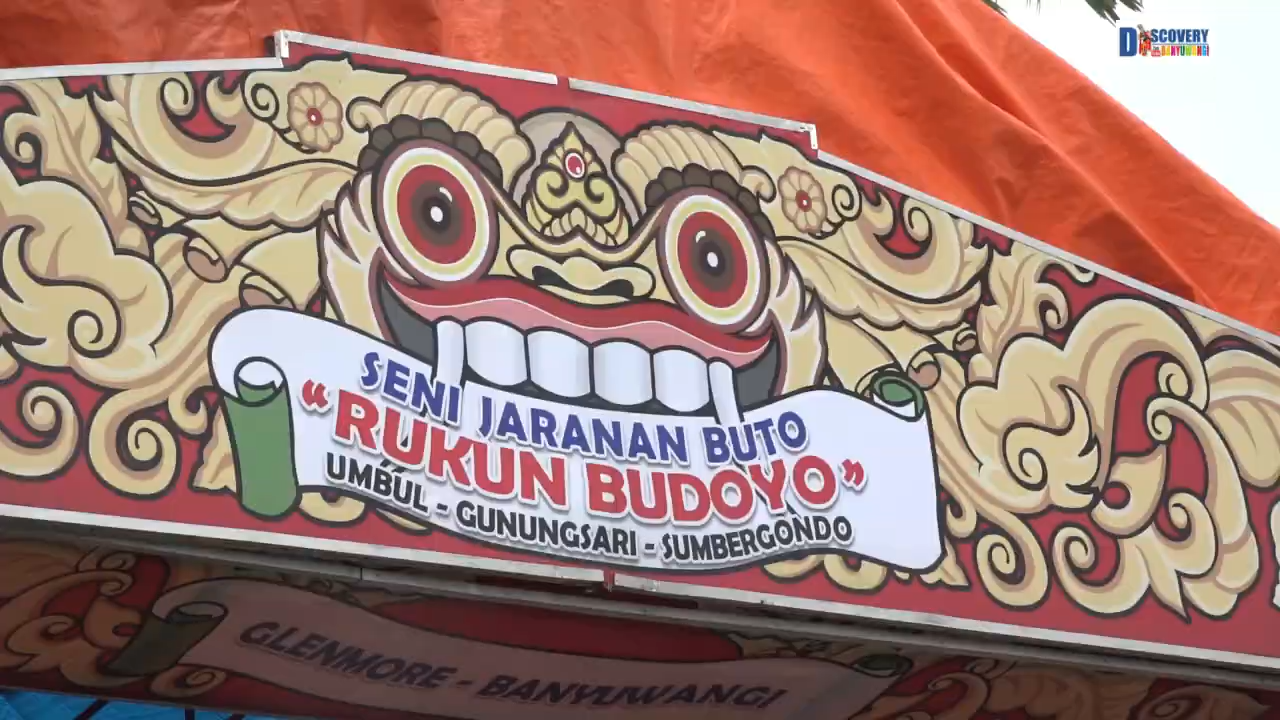 DISCOVERY
BANYUWANGI
SENI JARANAN BUTO
“RUKUN BUDOYO”
UMBUL - GUNUNGSARI - SUMBERGONDO
GLENMORE - BANYUWANGI